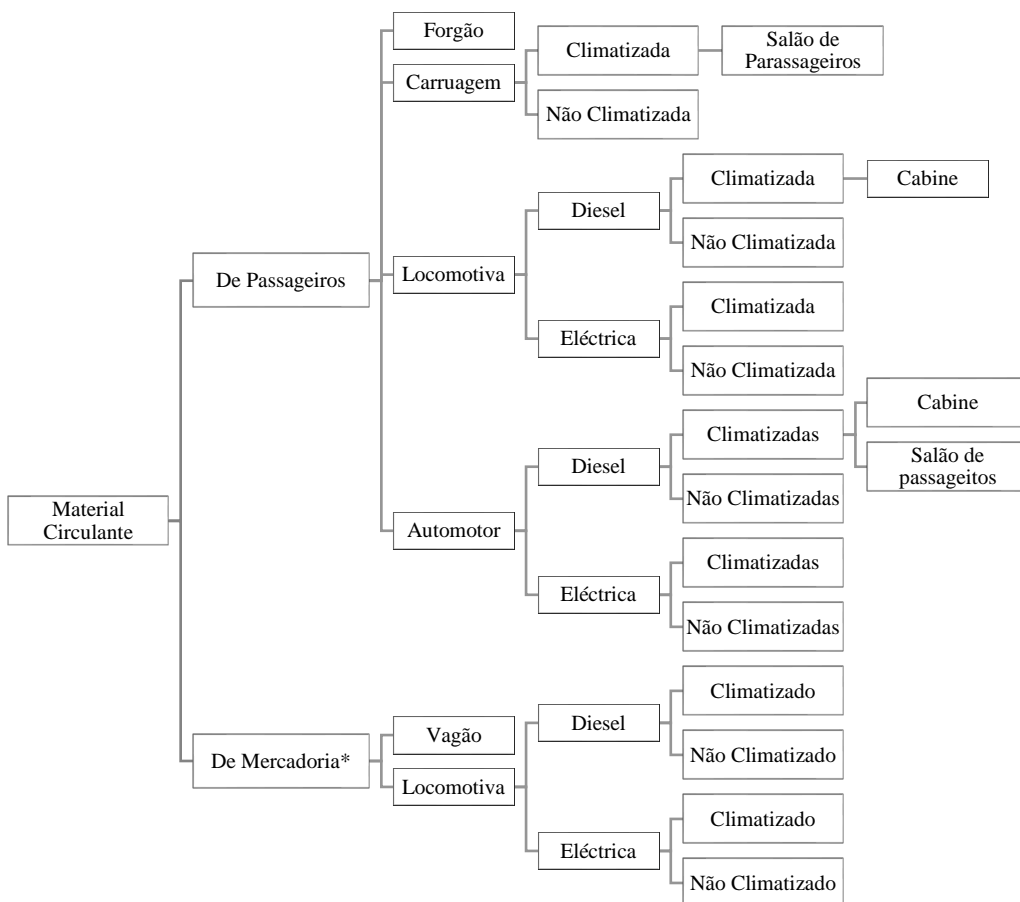 Material
Circulante
De Passageiros
Forgão
Carruagem
Climatizada
Salão de
Parassageiros
Não Climatizada
Locomotiva
Diesel
Climatizada
Cabine
Não Climatizada
Eléctrica
Climatizada
Não Climatizada
Automotor
Diesel
Climatizadas
Cabine
Salão de
passageitos
Não Climatizadas
Eléctrica
Climatizadas
Não Climatizadas
De Mercadoria*
Vagão
Locomotiva
Diesel
Climatizado
Não Climatizado
Eléctrica
Climatizado
Não Climatizado